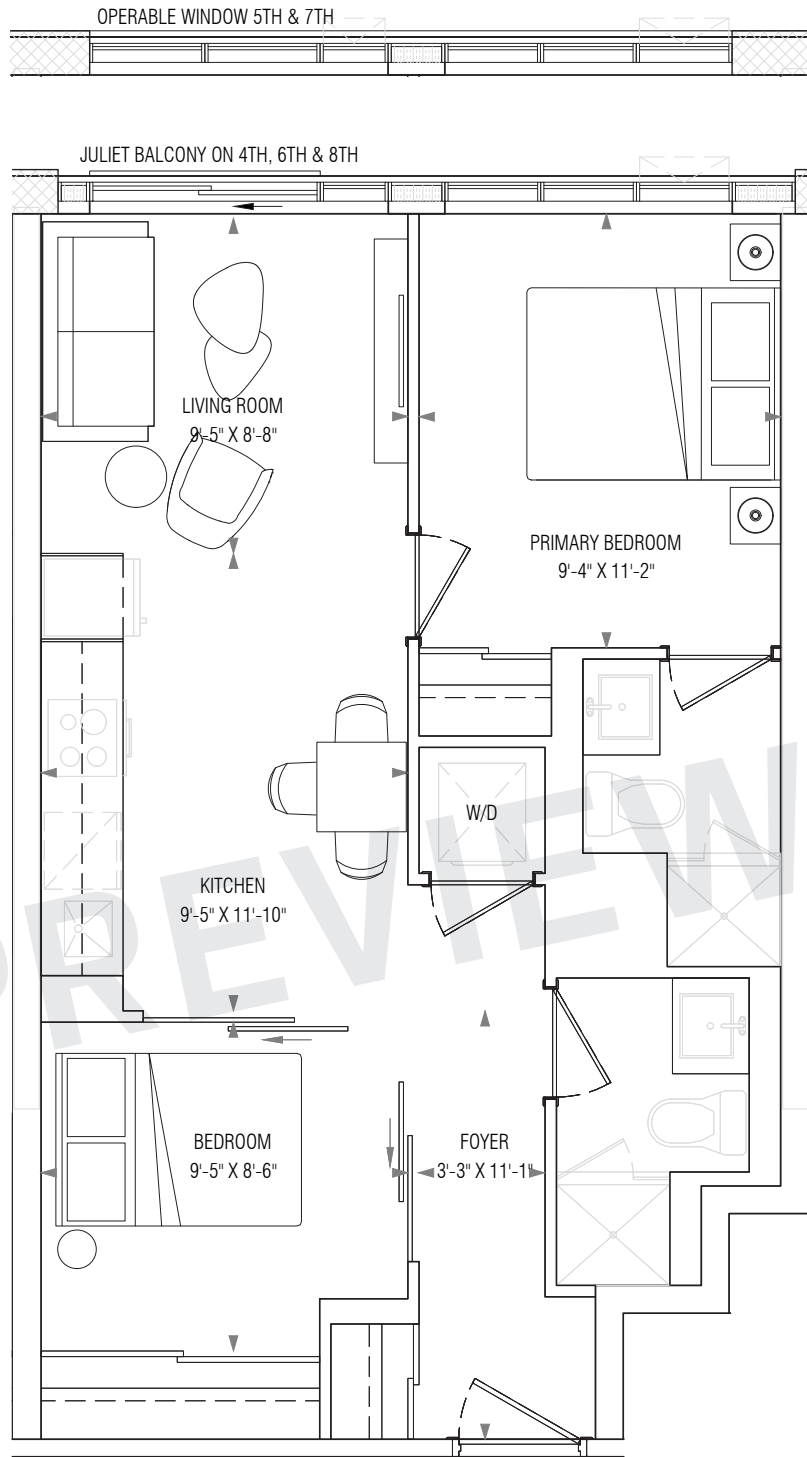 OPERABLE WINDOW 5TH & 7TH
JULIET BALCONY ON 4TH, 6TH & 8TH
LIVING ROOM
9'-5" X 8'-8"
PRIMARY BEDROOM
9'-4" X 11'-2"
W/D
KITCHEN
9'-5" X 11'-10"
PREVIEW
BEDROOM
9'-5" X 8'-6"
FOYER
3'-3" X 11'-1"